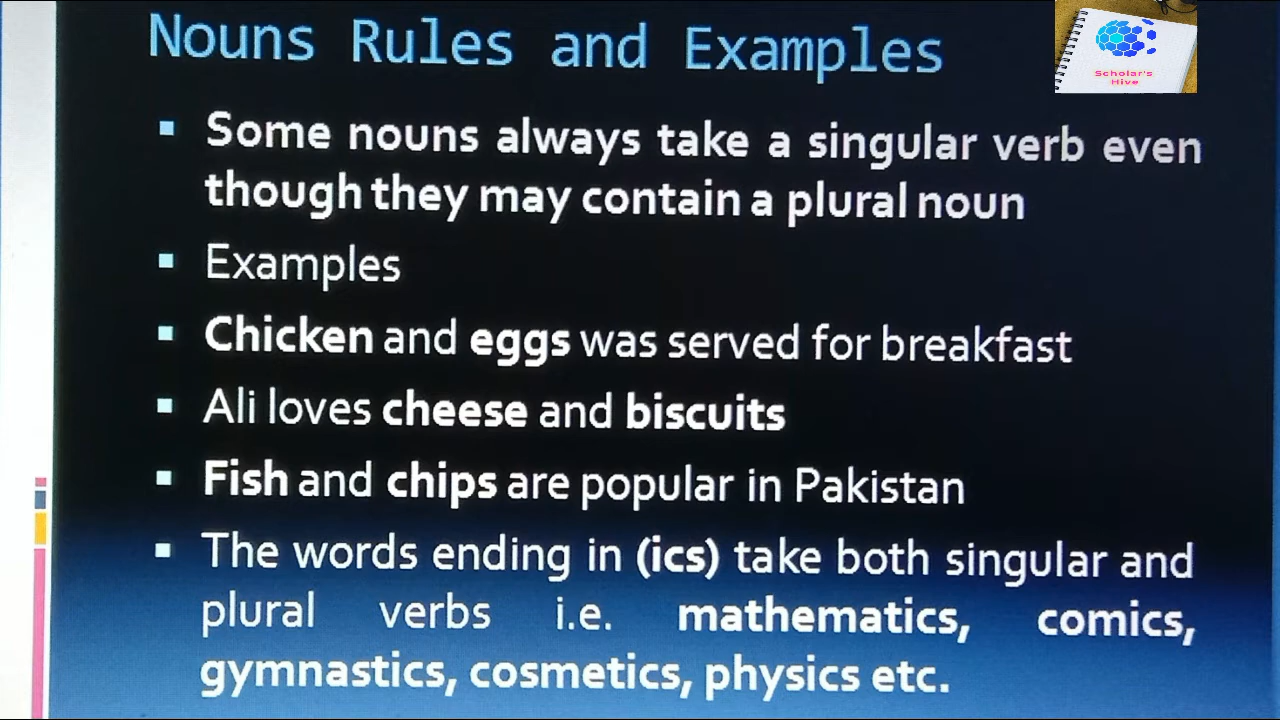 Nouns Rules and Examples
Scholar's
Hive
Some nouns always take a singular verb even
though they may contain a plural noun
Examples
Chicken and eggs was served for breakfast
Ali loves cheese and biscuits
Fish and chips are popular in Pakistan
The words ending in (ics) take both singular and
plural verbs i.e. mathematics, comics,
gymnastics, cosmetics, physics etc.